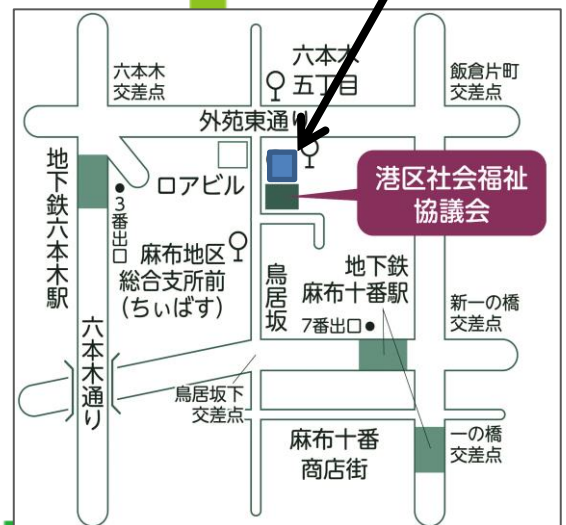 六本木
交差点
六本木
五丁目
飯倉片町
交差点
外苑東通り
地下鉄六本木駅
3番出口
ロアビル
港区社会福祉
協議会
麻布地区
総合支所前
(ちぃばす)
鳥居坂
地下鉄
麻布十番駅
7番出口
新一の橋
交差点
六本木通り
鳥居坂下
交差点
麻布十番
商店街
一の橋
交差点